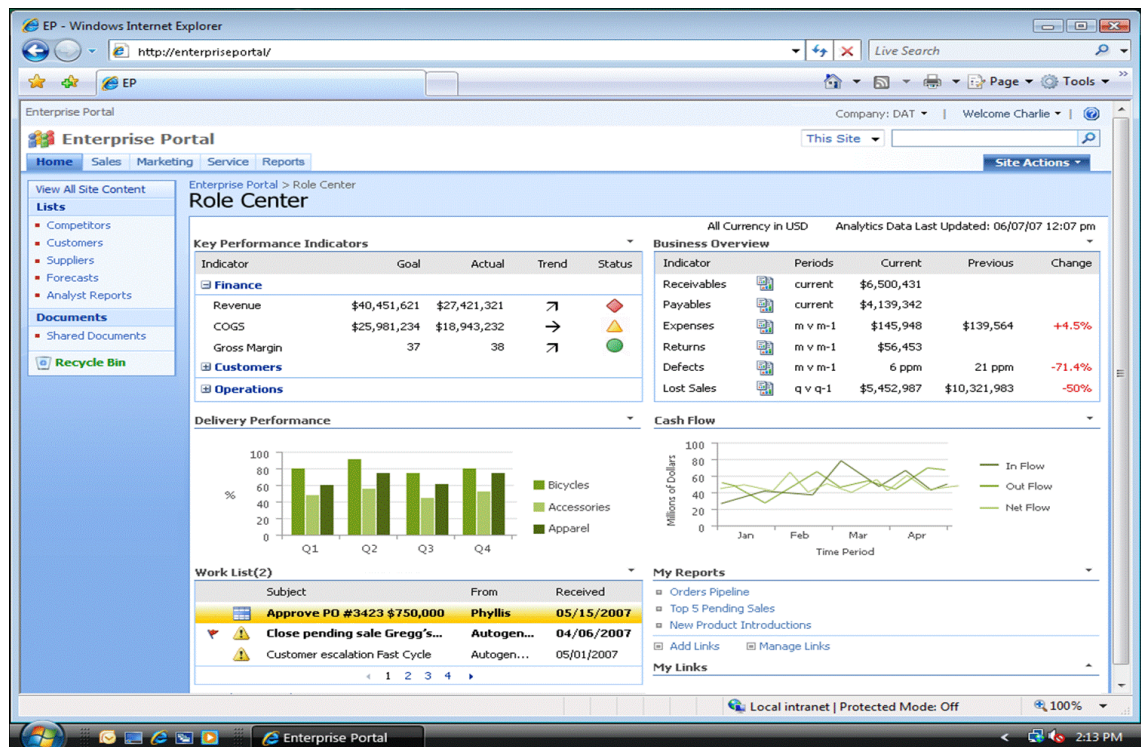 EP - Windows Internet Explorer
http://enterpriseportal/
Live Search
EP
Page
Tools
Enterprise Portal
Company: DAT
|
Welcome Charlie
|
Enterprise Portal
This Site
Home Sales Marketing Service Reports
Site Actions
View All Site Content
Lists
Competitors
Customers
Suppliers
Forecasts
Analyst Reports
Documents
Shared Documents
Recycle Bin
Enterprise Portal > Role Center
Role Center
All Currency in USD Analytics Data Last Updated: 06/07/07 12:07 pm
Key Performance Indicators
Indicator Goal Actual Trend Status
Finance
Revenue $40,451,621 $27,421,321
COGS $25,981,234 $18,943,232
Gross Margin 37 38
Customers
Operations
Business Overview
Indicator Periods Current Previous Change
Receivables current $6,500,431
Payables current $4,139,342
Expenses m v m-1 $145,948 $139,564 +4.5%
Returns m v m-1 $56,453
Defects m v m-1 6 ppm 21 ppm -71.4%
Lost Sales q v q-1 $5,452,987 $10,321,983 -50%
Delivery Performance
%
100
80
60
40
20
0
Q1 Q2 Q3 Q4
Bicycles
Accessories
Apparel
Cash Flow
Millions of Dollars
100
80
60
40
20
0
Jan Feb Mar Apr
Time Period
In Flow
Out Flow
Net Flow
Work List(2)
Subject From Received
Approve PO #3423 $750,000 Phyllis 05/15/2007
Close pending sale Gregg's... Autogen... 04/06/2007
Customer escalation Fast Cycle Autogen... 05/01/2007
1 2 3 4
My Reports
Orders Pipeline
Top 5 Pending Sales
New Product Introductions
Add Links Manage Links
My Links
Local intranet | Protected Mode: Off
100%
Enterprise Portal
2:13 PM